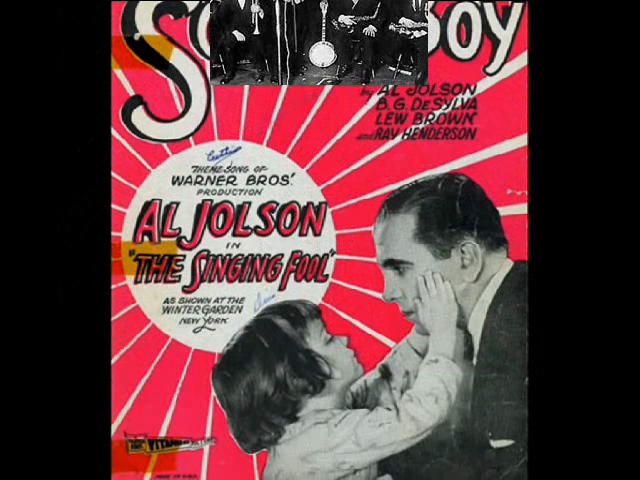 BOY
by AL JOLSON
B.G. DeSYLVA
LEW BROWN
and RAY HENDERSON
THEME SONG OF
WARNER BROS'.
PRODUCTION
AL JOLSON
IN
"THE SINGING FOOL"
AS SHOWN AT THE
WINTER GARDEN
NEW YORK